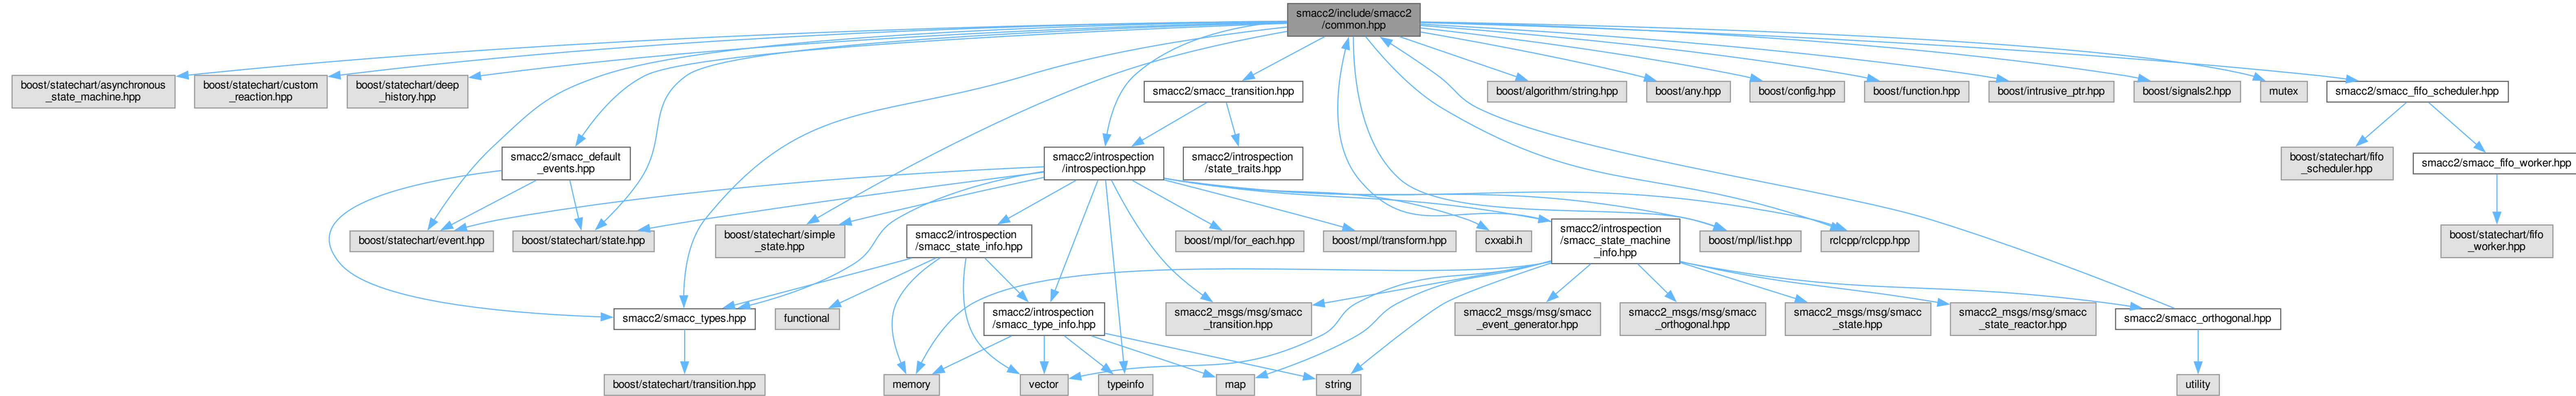 smacc2/include/smacc2
/common.hpp
boost/statechart/asynchronous
_state_machine.hpp
boost/statechart/custom
_reaction.hpp
boost/statechart/deep
_history.hpp
smacc2/smacc_transition.hpp
boost/algorithm/string.hpp
boost/any.hpp
boost/config.hpp
boost/function.hpp
boost/intrusive_ptr.hpp
boost/signals2.hpp
mutex
smacc2/smacc_fifo_scheduler.hpp
smacc2/smacc_default
_events.hpp
smacc2/introspection
/introspection.hpp
smacc2/introspection
/state_traits.hpp
boost/statechart/fifo
_scheduler.hpp
smacc2/smacc_fifo_worker.hpp
boost/statechart/event.hpp
boost/statechart/state.hpp
boost/statechart/simple
_state.hpp
smacc2/introspection
/smacc_state_info.hpp
boost/mpl/for_each.hpp
boost/mpl/transform.hpp
cxxabi.h
smacc2/introspection
/smacc_state_machine
_info.hpp
boost/mpl/list.hpp
rclcpp/rclcpp.hpp
boost/statechart/fifo
_worker.hpp
smacc2/smacc_types.hpp
functional
smacc2/introspection
/smacc_type_info.hpp
smacc2_msgs/msg/smacc
_transition.hpp
smacc2_msgs/msg/smacc
_event_generator.hpp
smacc2_msgs/msg/smacc
_orthogonal.hpp
smacc2_msgs/msg/smacc
_state.hpp
smacc2_msgs/msg/smacc
_state_reactor.hpp
smacc2/smacc_orthogonal.hpp
boost/statechart/transition.hpp
memory
vector
typeinfo
map
string
utility